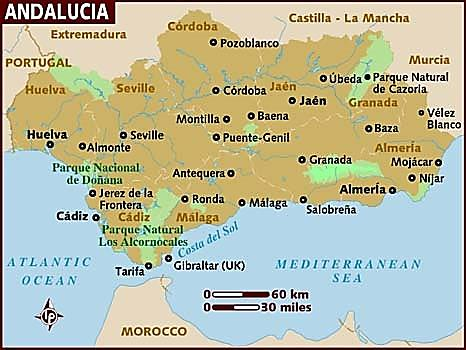 ANDALUCIA
Córdoba
Castilla - La Mancha
Extremadura
Pozoblanco
PORTUGAL
Murcia
Huelva
Seville
Córdoba
Jaén
Úbeda
Parque Natural
de Cazoria
Jaén
Granada
Montilla
Baena
Vélez
Blanco
Huelva
Seville
Puente-Genil
Baza
Almonte
Almería
Parque Nacional
de Doñana
Antequera
Granada
Mojácar
Níjar
Jerez de la
Frontera
Ronda
Málaga
Salobreña
Almería
Cádiz
Cádiz
Málaga
Parque Natural
Los Alcornocales
Costa del Sol
ATLANTIC
OCEAN
Tarifa
Gibraltar (UK)
MEDITERRANEAN
SEA
0
60 km
0
30 miles
MOROCCO